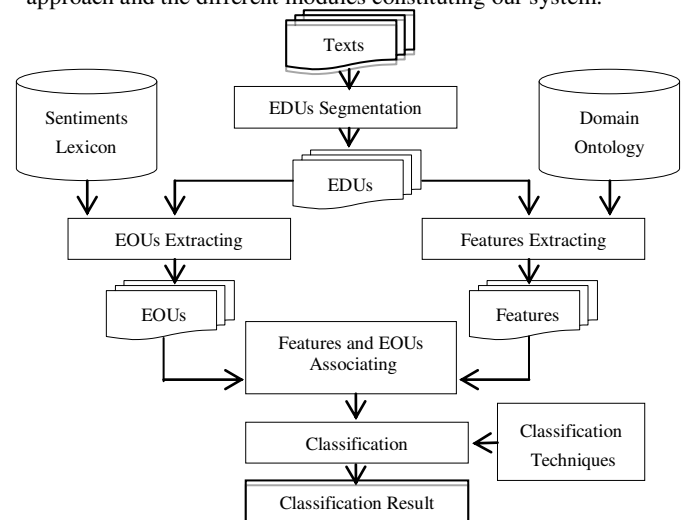 approach and the different modules constituting our system.
Texts
EDUs Segmentation
Sentiments
Lexicon
Domain
Ontology
EDUs
EOUs Extracting
Features Extracting
EOUs
Features
Features and EOUs
Associating
Classification
Classification
Techniques
Classification Result